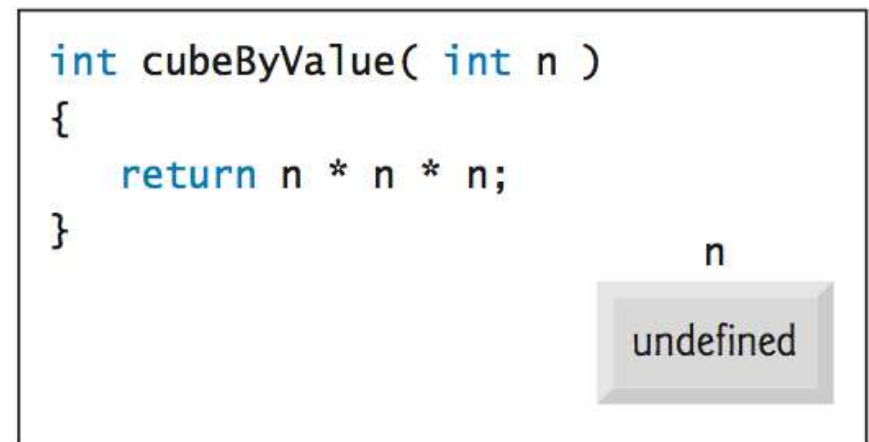 int cubeByValue( int n )
{
return n * n * n;
}
n
undefined